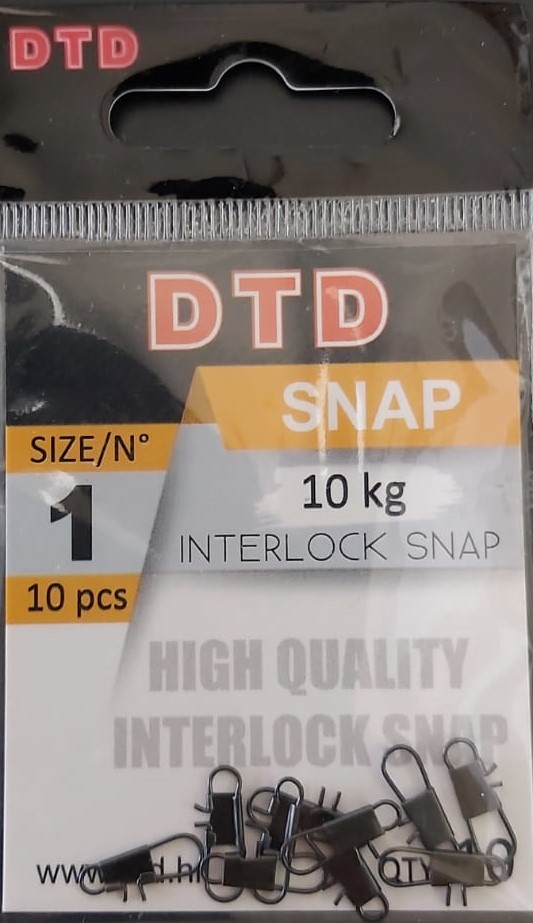 DTD
DTD
SNAP
SIZE/N°
1
10 kg
INTERLOCK SNAP
10 pcs
HIGH QUALITY
INTERLOCK SNAP